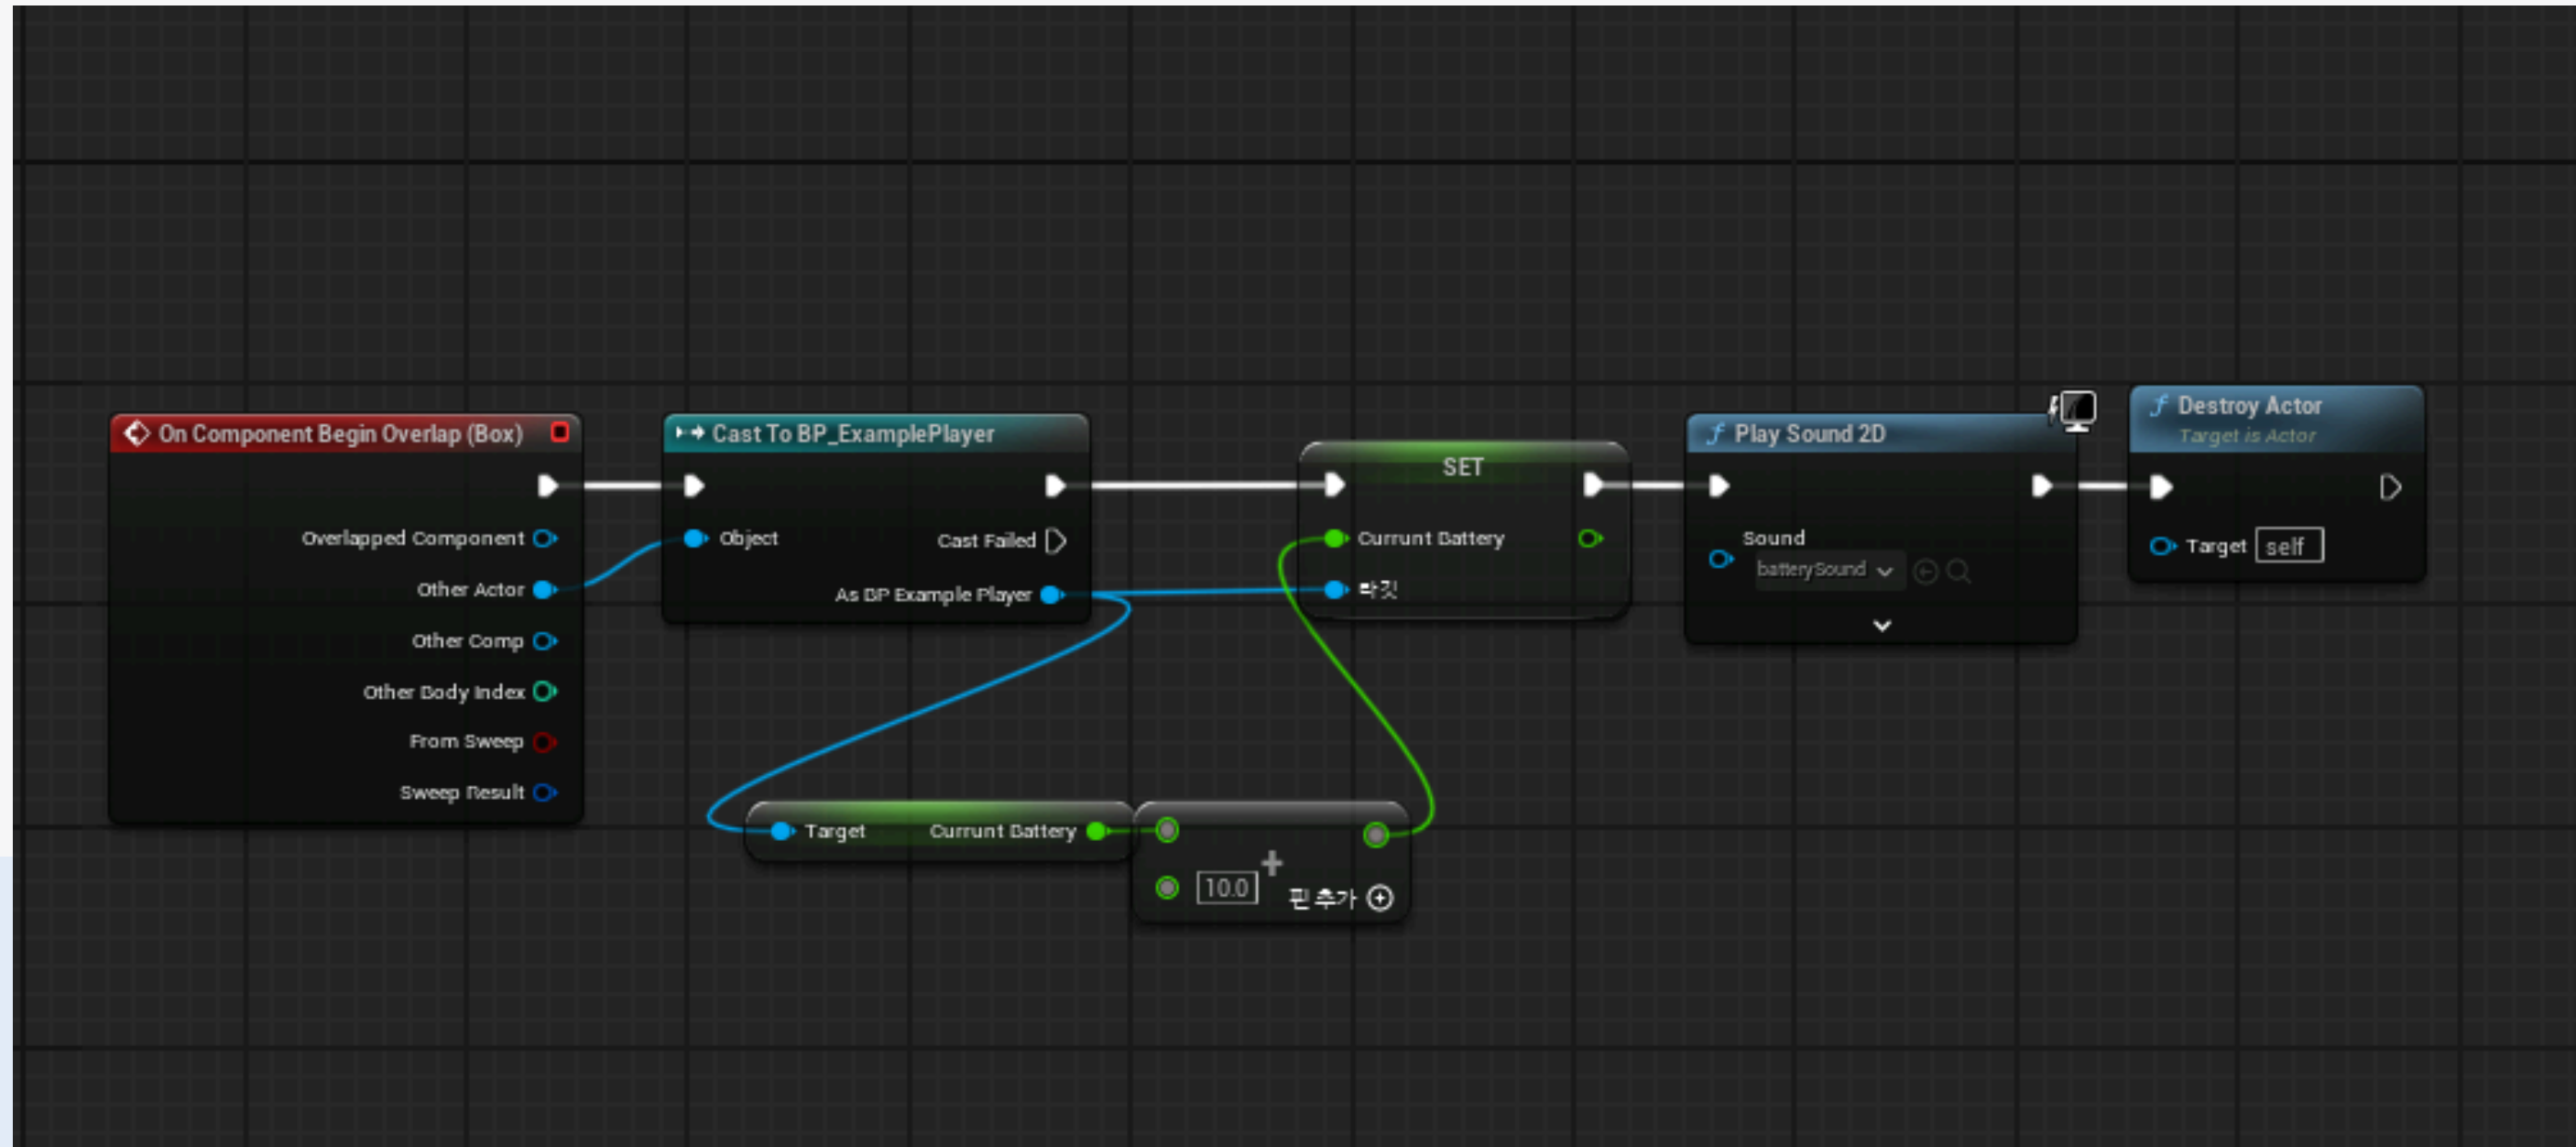 On Component Begin Overlap (Box)
Overlapped Component
Other Actor
Other Comp
Other Body Index
From Sweep
Sweep Result
Cast To BP_ExamplePlayer
Object
Cast Failed
As BP Example Player
SET
Currunt Battery
타깃
Play Sound 2D
Sound
batterySound
Destroy Actor
Target is Actor
Target self
Target Currunt Battery
10.0
핀 추가